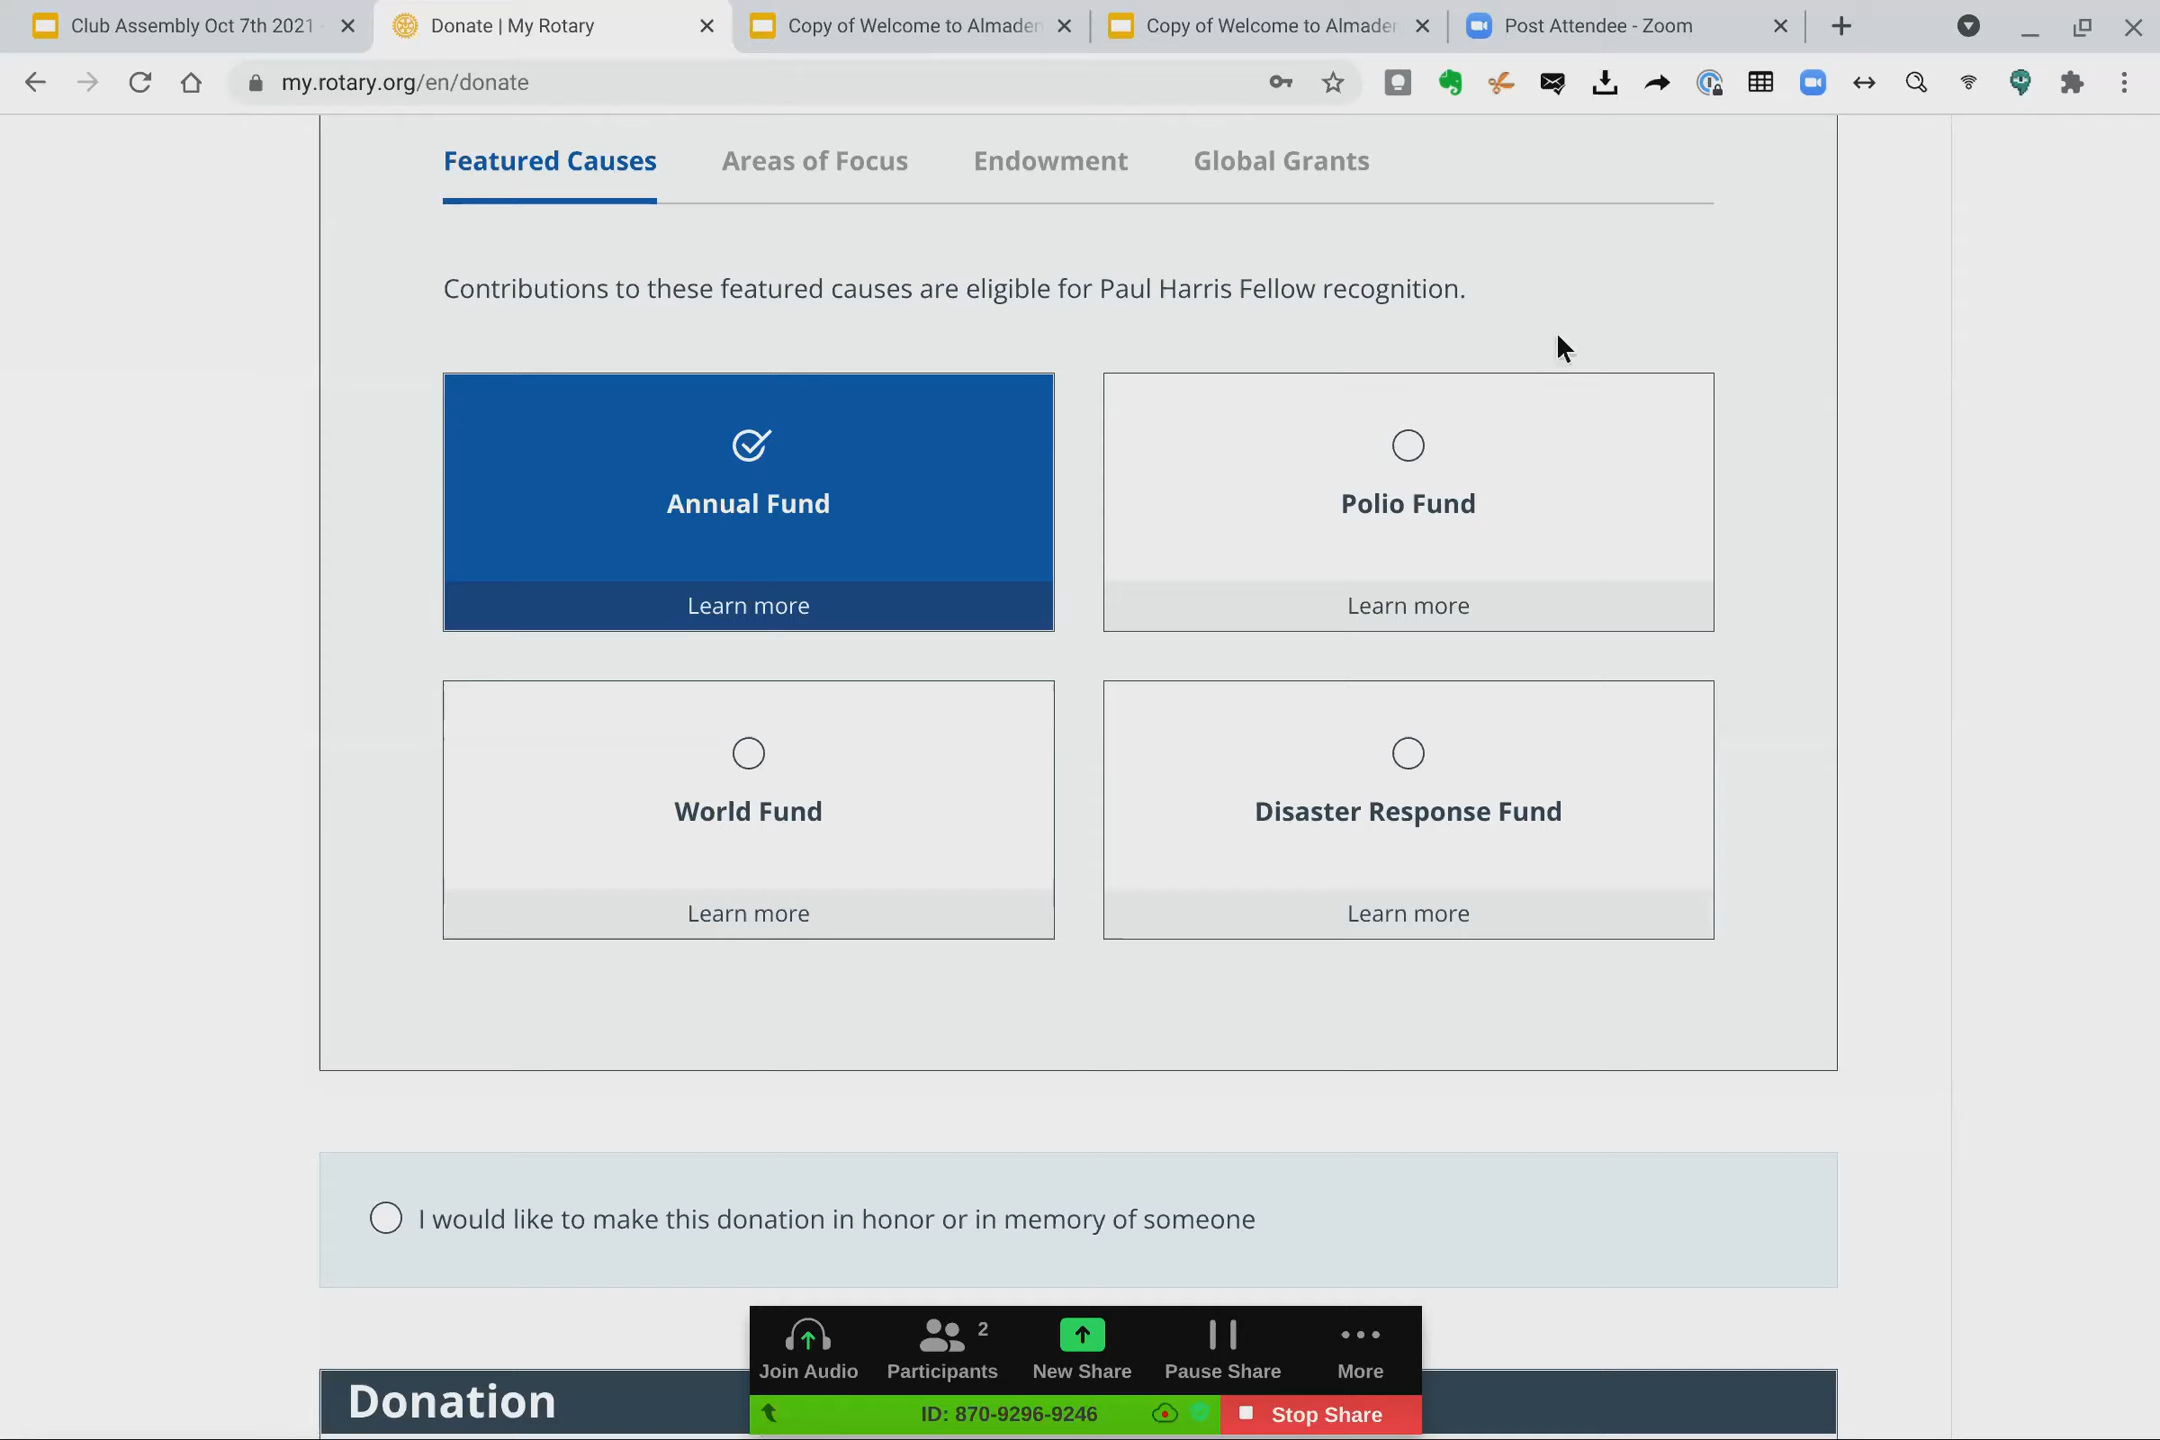 Club Assembly Oct 7th 2021
Donate | My Rotary
Copy of Welcome to Almaden
Copy of Welcome to Almaden
Post Attendee - Zoom
my.rotary.org/en/donate
Featured Causes
Areas of Focus
Endowment
Global Grants
Contributions to these featured causes are eligible for Paul Harris Fellow recognition.
Annual Fund
Learn more
Polio Fund
Learn more
World Fund
Learn more
Disaster Response Fund
Learn more
I would like to make this donation in honor or in memory of someone
Donation
2
Join Audio
Participants
New Share
Pause Share
More
ID: 870-9296-9246
Stop Share